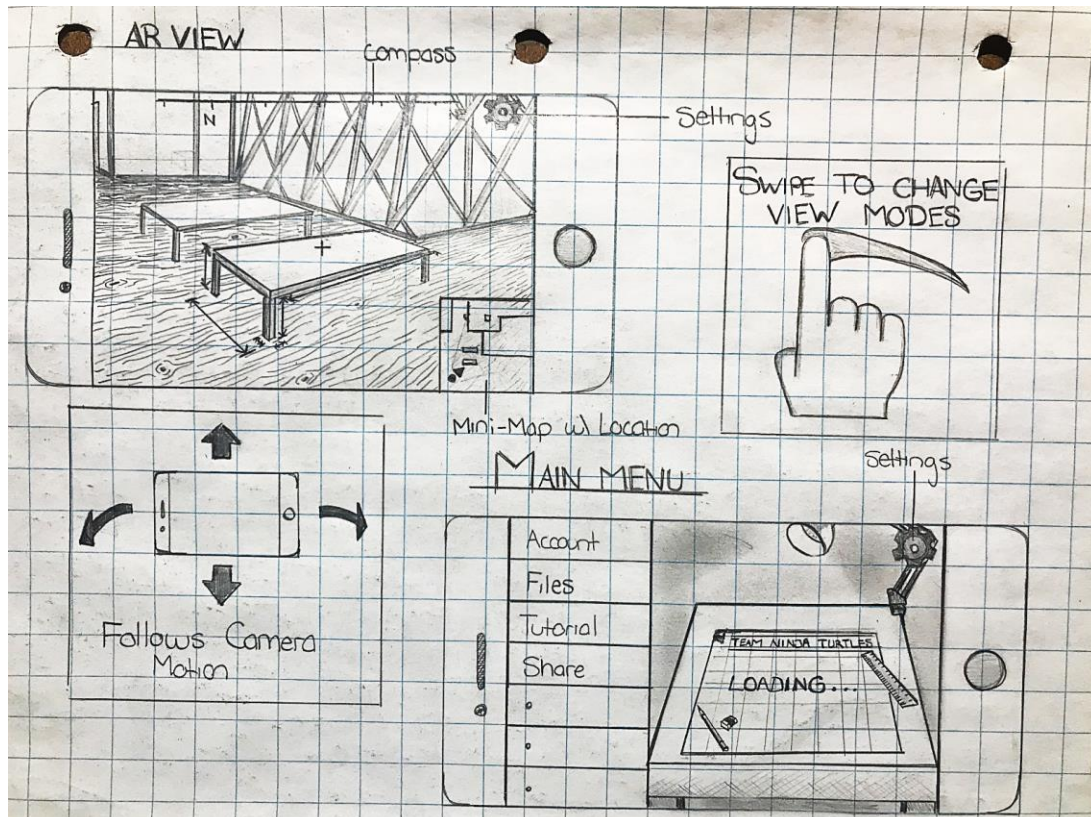 AR VIEW
Compass
N
Settings
SWIPE TO CHANGE
VIEW MODES
Mini-Map w/ Location
MAIN MENU
Settings
Follows Camera
Motion
Account
Files
Tutorial
Share
TEAM NINJA TURTLES
LOADING...